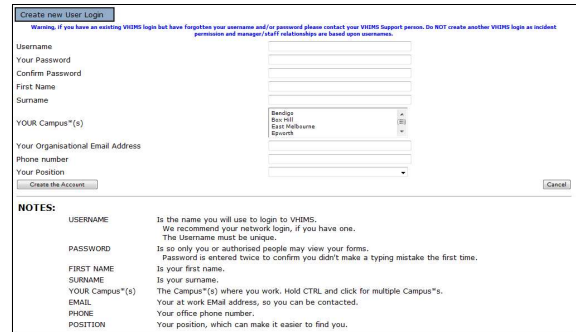 Create new User Login
Warning, if you have an existing VHIMS login but have forgotten your username and/or password please contact your VHIMS Support person. Do NOT create another VHIMS login as incident
permission and manager/staff relationships are based upon usernames.
Username
Your Password
Confirm Password
First Name
Surname
YOUR Campus*(s)
Bendigo
Box Hill
East Melbourne
Epworth
Your Organisational Email Address
Phone number
Your Position
Create the Account
Cancel
NOTES:
USERNAME Is the name you will use to login to VHIMS.
We recommend your network login, if you have one.
The Username must be unique.
PASSWORD Is so only you or authorised people may view your forms.
Password is entered twice to confirm you didn't make a typing mistake the first time.
FIRST NAME Is your first name.
SURNAME Is your surname.
YOUR Campus*(s) The Campus*(s) where you work. Hold CTRL and click for multiple Campus*s.
EMAIL Your at work EMail address, so you can be contacted.
PHONE Your office phone number.
POSITION Your position, which can make it easier to find you.